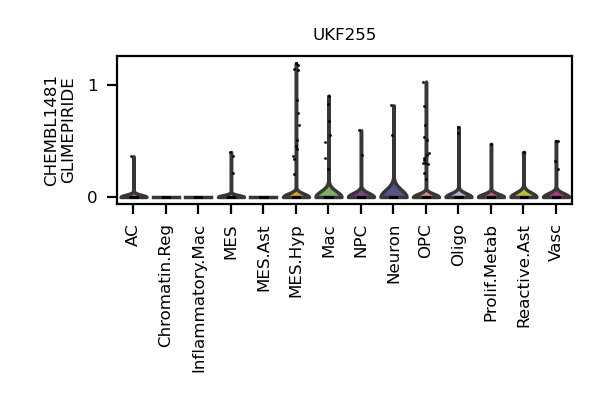 UKF255
CHEMBL1481
GLIMEPIRIDE
1
0
AC
Chromatin.Reg
Inflammatory.Mac
MES
MES.Ast
MES.Hyp
Mac
NPC
Neuron
OPC
Oligo
Prolif.Metab
Reactive.Ast
Vasc